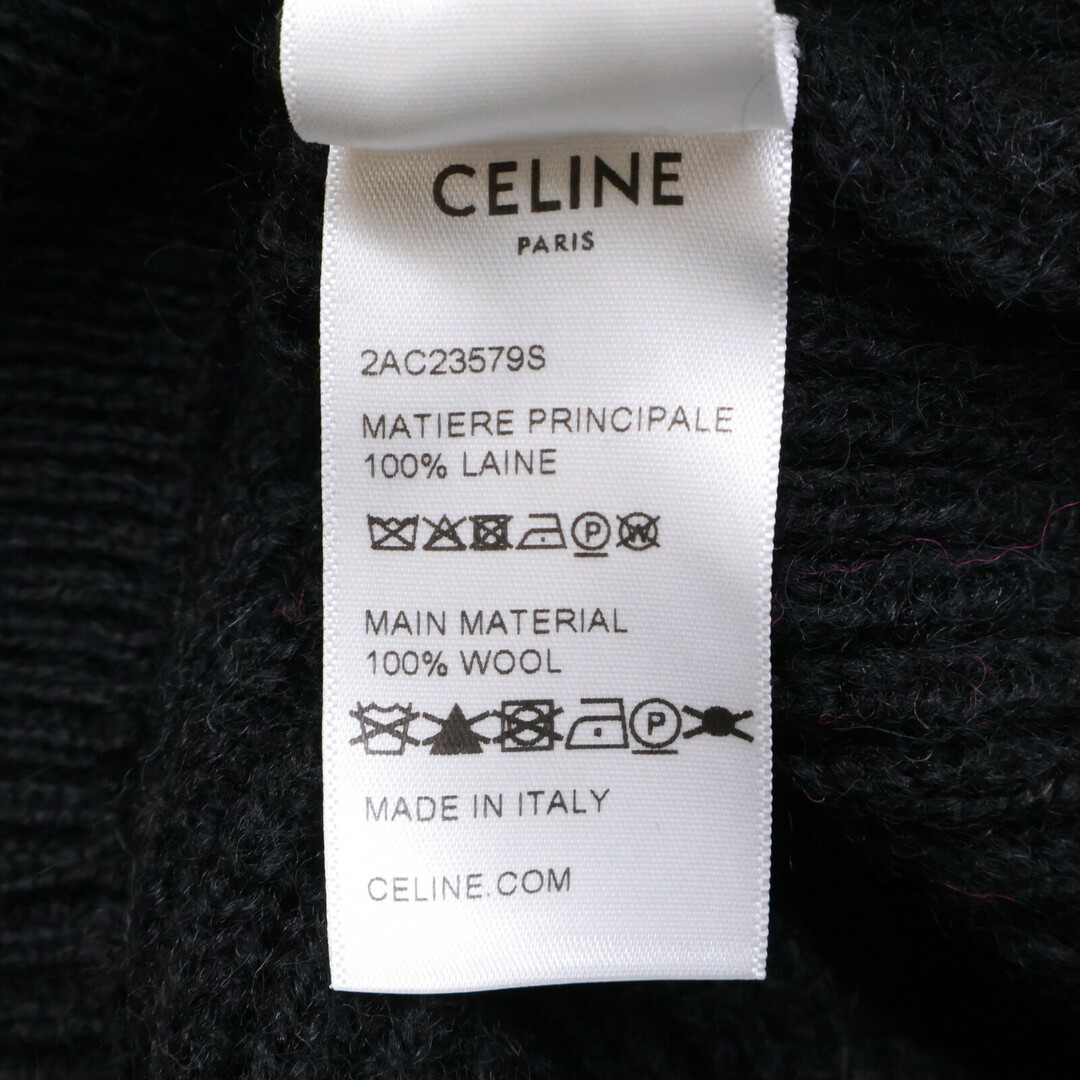 CELINE
PARIS
2AC23579S
MATIERE PRINCIPALE
100% LAINE
P W
MAIN MATERIAL
100% WOOL
P
MADE IN ITALY
CELINE.COM